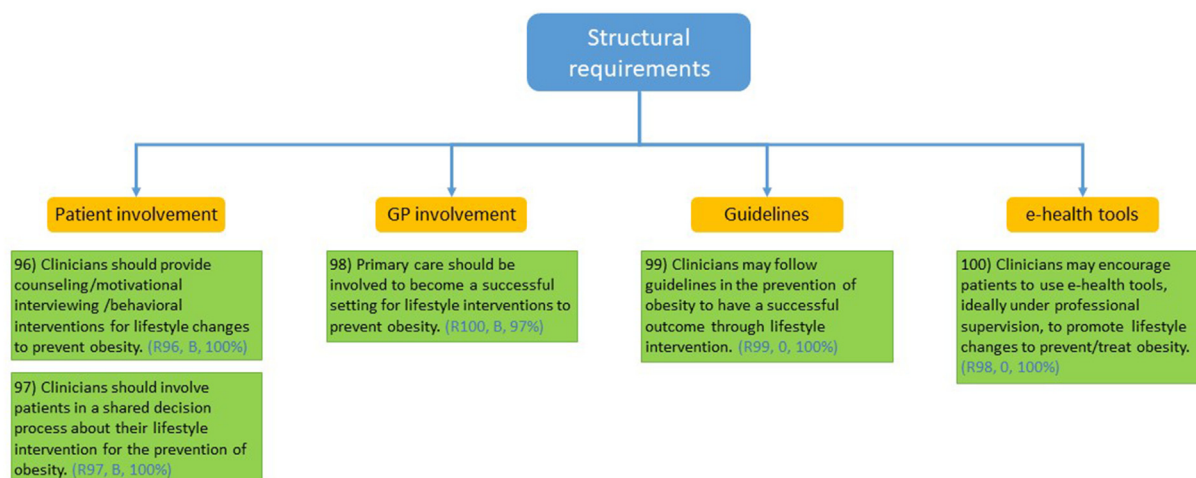 Structural
requirements
Patient involvement
GP involvement
Guidelines
e-health tools
96) Clinicians should provide
counseling/motivational
interviewing /behavioral
interventions for lifestyle changes
to prevent obesity. (R96, B, 100%)
97) Clinicians should involve
patients in a shared decision
process about their lifestyle
intervention for the prevention of
obesity. (R97, B, 100%)
98) Primary care should be
involved to become a successful
setting for lifestyle interventions to
prevent obesity. (R100, B, 97%)
99) Clinicians may follow
guidelines in the prevention of
obesity to have a successful
outcome through lifestyle
intervention. (R99, 0, 100%)
100) Clinicians may encourage
patients to use e-health tools,
ideally under professional
supervision, to promote lifestyle
changes to prevent/treat obesity.
(R98, 0, 100%)